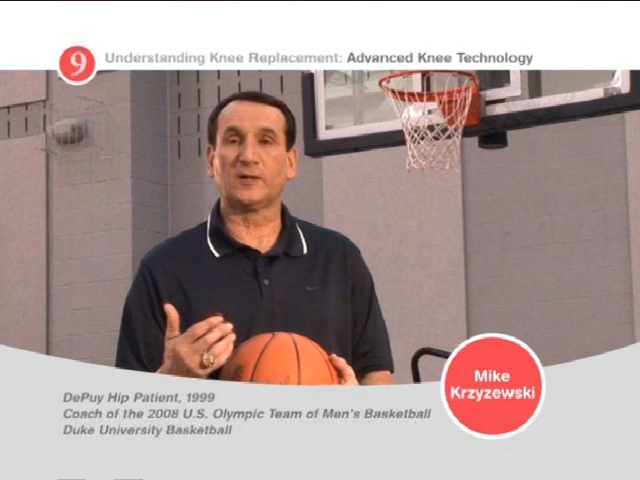 9
Understanding Knee Replacement: Advanced Knee Technology
Mike
Krzyzewski
DePuy Hip Patient, 1999
Coach of the 2008 U.S. Olympic Team of Men's Basketball
Duke University Basketball